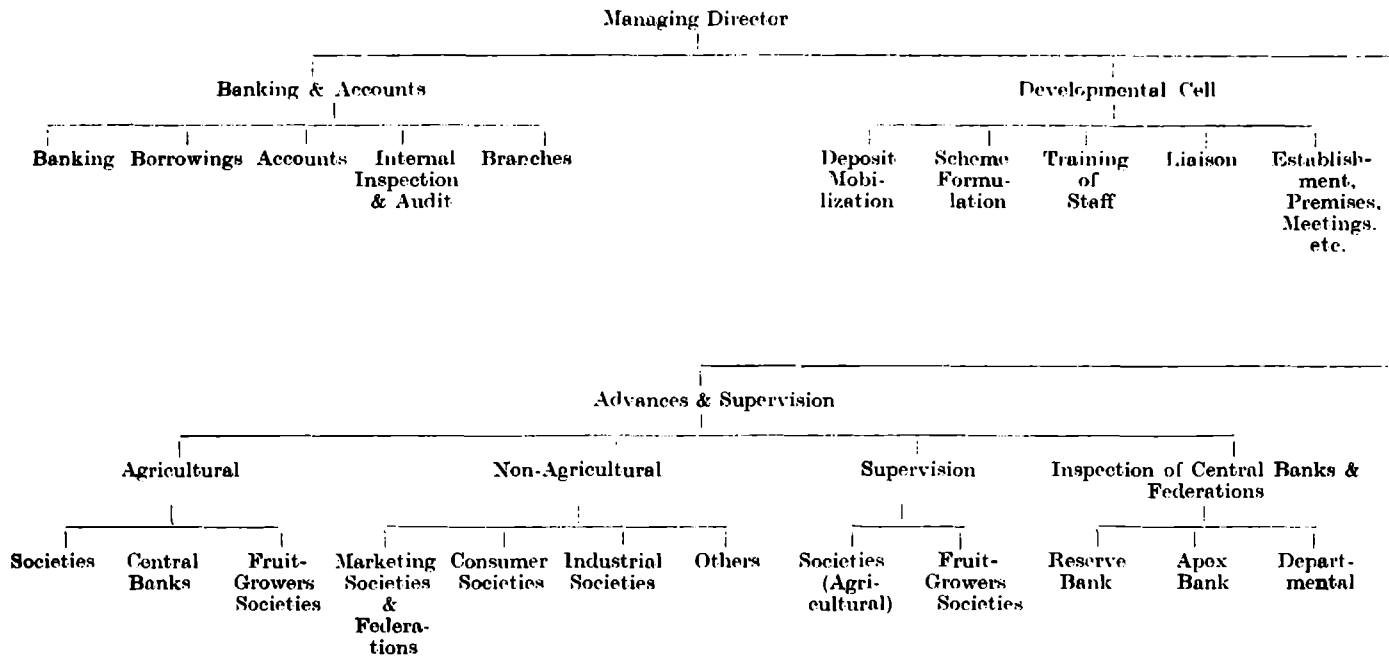 Managing Director
Banking & Accounts Developmental Cell
Banking Borrowings Accounts Internal Branches Deposit Scheme Training Liaison Establish-
Inspection Mobi- Formu- of ment,
& Audit lization lation Staff Premises,
Meetings.
etc.
Advances & Supervision
Agricultural Non-Agricultural Supervision Inspection of Central Banks &
Federations
Societies Central Fruit- Marketing Consumer Industrial Others Societies Fruit- Reserve Apex Depart-
Banks Growers Societies Societies Societies (Agri- Growers Bank Bank mental
Societies & cultural) Societies
Federa-
tions